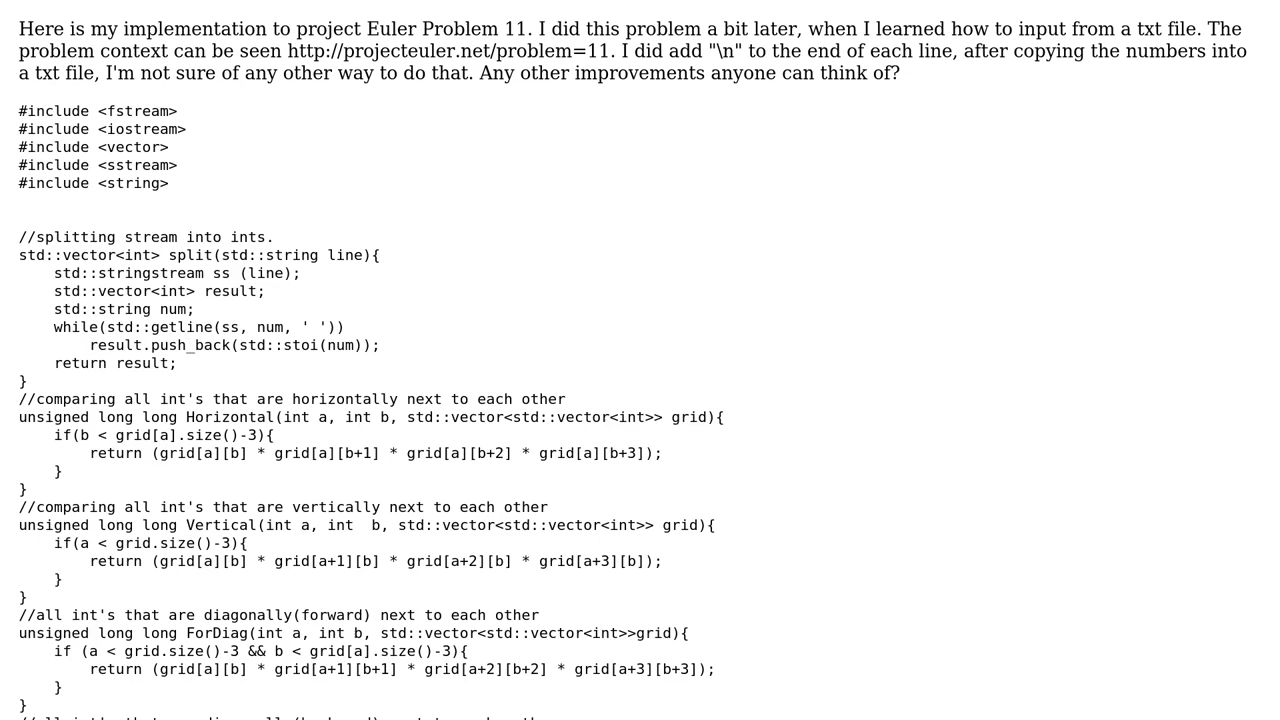 Here is my implementation to project Euler Problem 11. I did this problem a bit later, when I learned how to input from a txt file. The
problem context can be seen http://projecteuler.net/problem=11. I did add "\n" to the end of each line, after copying the numbers into
a txt file, I'm not sure of any other way to do that. Any other improvements anyone can think of?
#include <fstream>
#include <iostream>
#include <vector>
#include <sstream>
#include <string>
//splitting stream into ints.
std::vector<int> split(std::string line){
    std::stringstream ss (line);
    std::vector<int> result;
    std::string num;
    while(std::getline(ss, num, ' '))
        result.push_back(std::stoi(num));
    return result;
}
//comparing all int's that are horizontally next to each other
unsigned long long Horizontal(int a, int b, std::vector<std::vector<int>> grid){
    if(b < grid[a].size()-3){
        return (grid[a][b] * grid[a][b+1] * grid[a][b+2] * grid[a][b+3]);
    }
}
//comparing all int's that are vertically next to each other
unsigned long long Vertical(int a, int  b, std::vector<std::vector<int>> grid){
    if(a < grid.size()-3){
        return (grid[a][b] * grid[a+1][b] * grid[a+2][b] * grid[a+3][b]);
    }
}
//all int's that are diagonally(forward) next to each other
unsigned long long ForDiag(int a, int b, std::vector<std::vector<int>>grid){
    if (a < grid.size()-3 && b < grid[a].size()-3){
        return (grid[a][b] * grid[a+1][b+1] * grid[a+2][b+2] * grid[a+3][b+3]);
    }
}